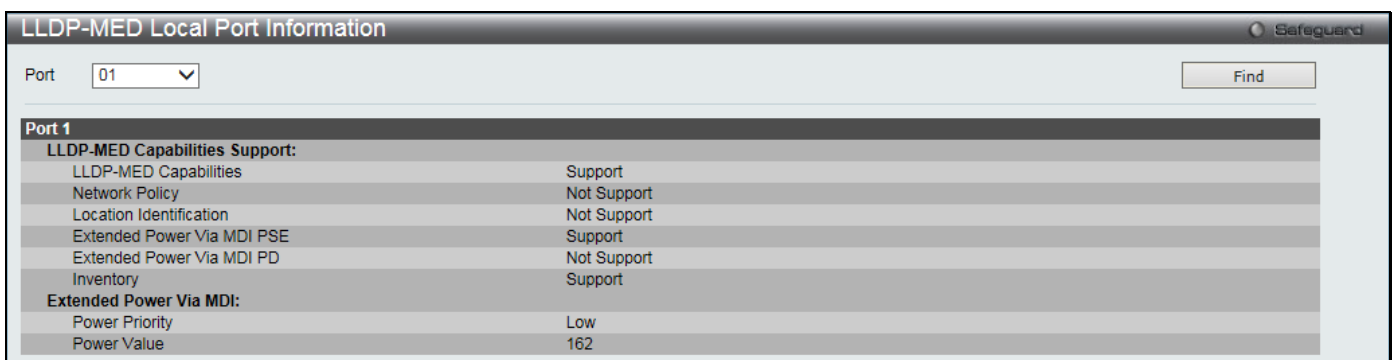 LLDP-MED Local Port Information Safeguard
Port 01 Find
Port 1
LLDP-MED Capabilities Support:
LLDP-MED Capabilities Support
Network Policy Not Support
Location Identification Not Support
Extended Power Via MDI PSE Support
Extended Power Via MDI PD Not Support
Inventory Support
Extended Power Via MDI:
Power Priority Low
Power Value 162